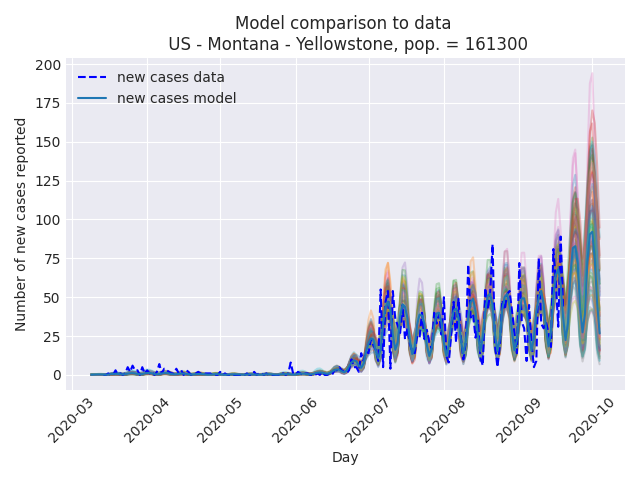 Model comparison to data
US - Montana - Yellowstone, pop. = 161300
new cases data
new cases model
Number of new cases reported
200
175
150
125
100
75
50
25
0
2020-03
2020-04
2020-05
2020-06
2020-07
2020-08
2020-09
2020-10
Day